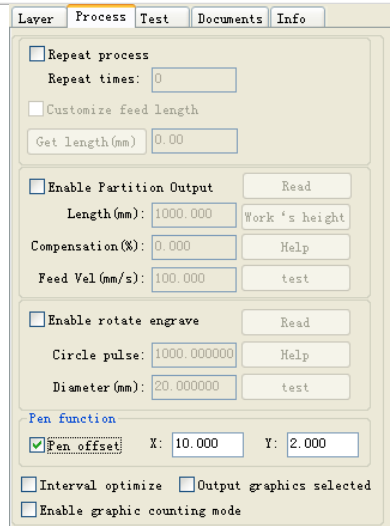 Layer Process Test Documents Info
Repeat process
Repeat times: 0
Customize feed length
Get length(mm) 0.00
Enable Partition Output Read
Length(mm): 1000.000 Work 's height
Compensation(%): 0.000 Help
Feed Vel(mm/s): 100.000 test
Enable rotate engrave Read
Circle pulse: 1000.000000 Help
Diameter(mm): 20.000000 test
Pen function
Pen offset X: 10.000 Y: 2.000
Interval optimize Output graphics selected
Enable graphic counting mode